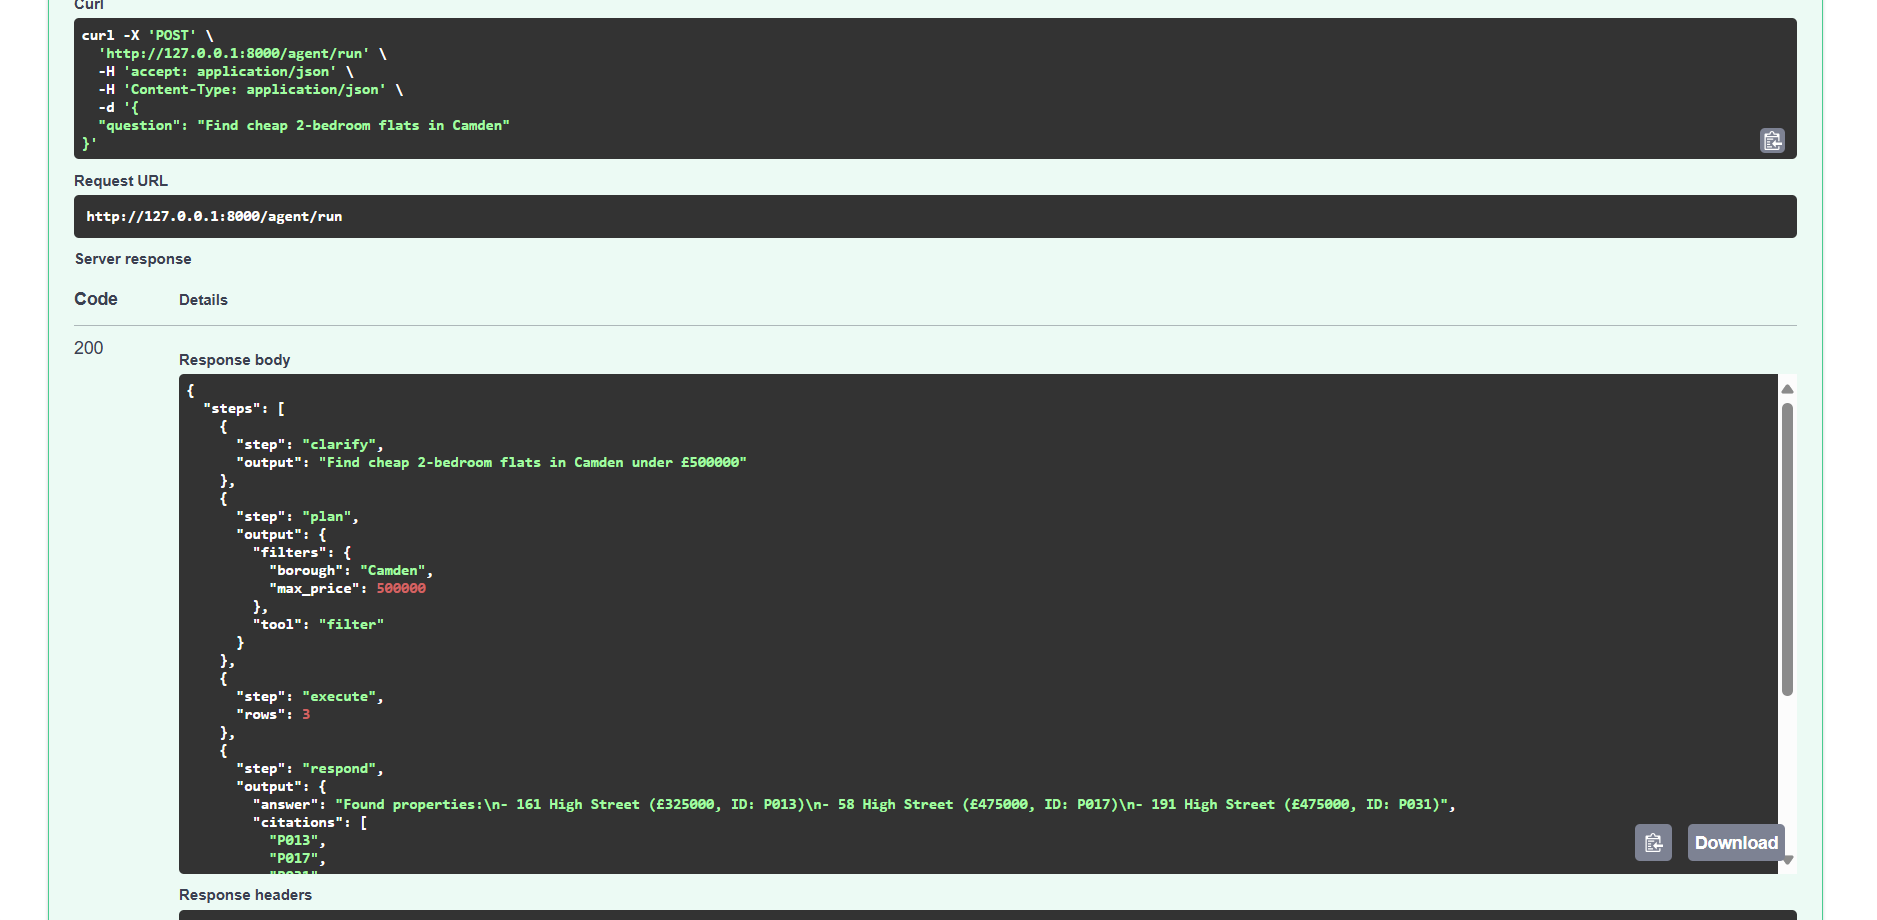 Curl
curl -X 'POST' \
  'http://127.0.0.1:8000/agent/run' \
  -H 'accept: application/json' \
  -H 'Content-Type: application/json' \
  -d '{
  "question": "Find cheap 2-bedroom flats in Camden"
}'
Request URL
http://127.0.0.1:8000/agent/run
Server response
Code Details
200
Response body
{
  "steps": [
    {
      "step": "clarify",
      "output": "Find cheap 2-bedroom flats in Camden under £500000"
    },
    {
      "step": "plan",
      "output": {
        "filters": {
          "borough": "Camden",
          "max_price": 500000
        },
        "tool": "filter"
      }
    },
    {
      "step": "execute",
      "rows": 3
    },
    {
      "step": "respond",
      "output": {
        "answer": "Found properties:\n- 161 High Street (£325000, ID: P013)\n- 58 High Street (£475000, ID: P017)\n- 191 High Street (£475000, ID: P031)",
        "citations": [
          "P013",
          "P017",
          "P031"
Download
Response headers